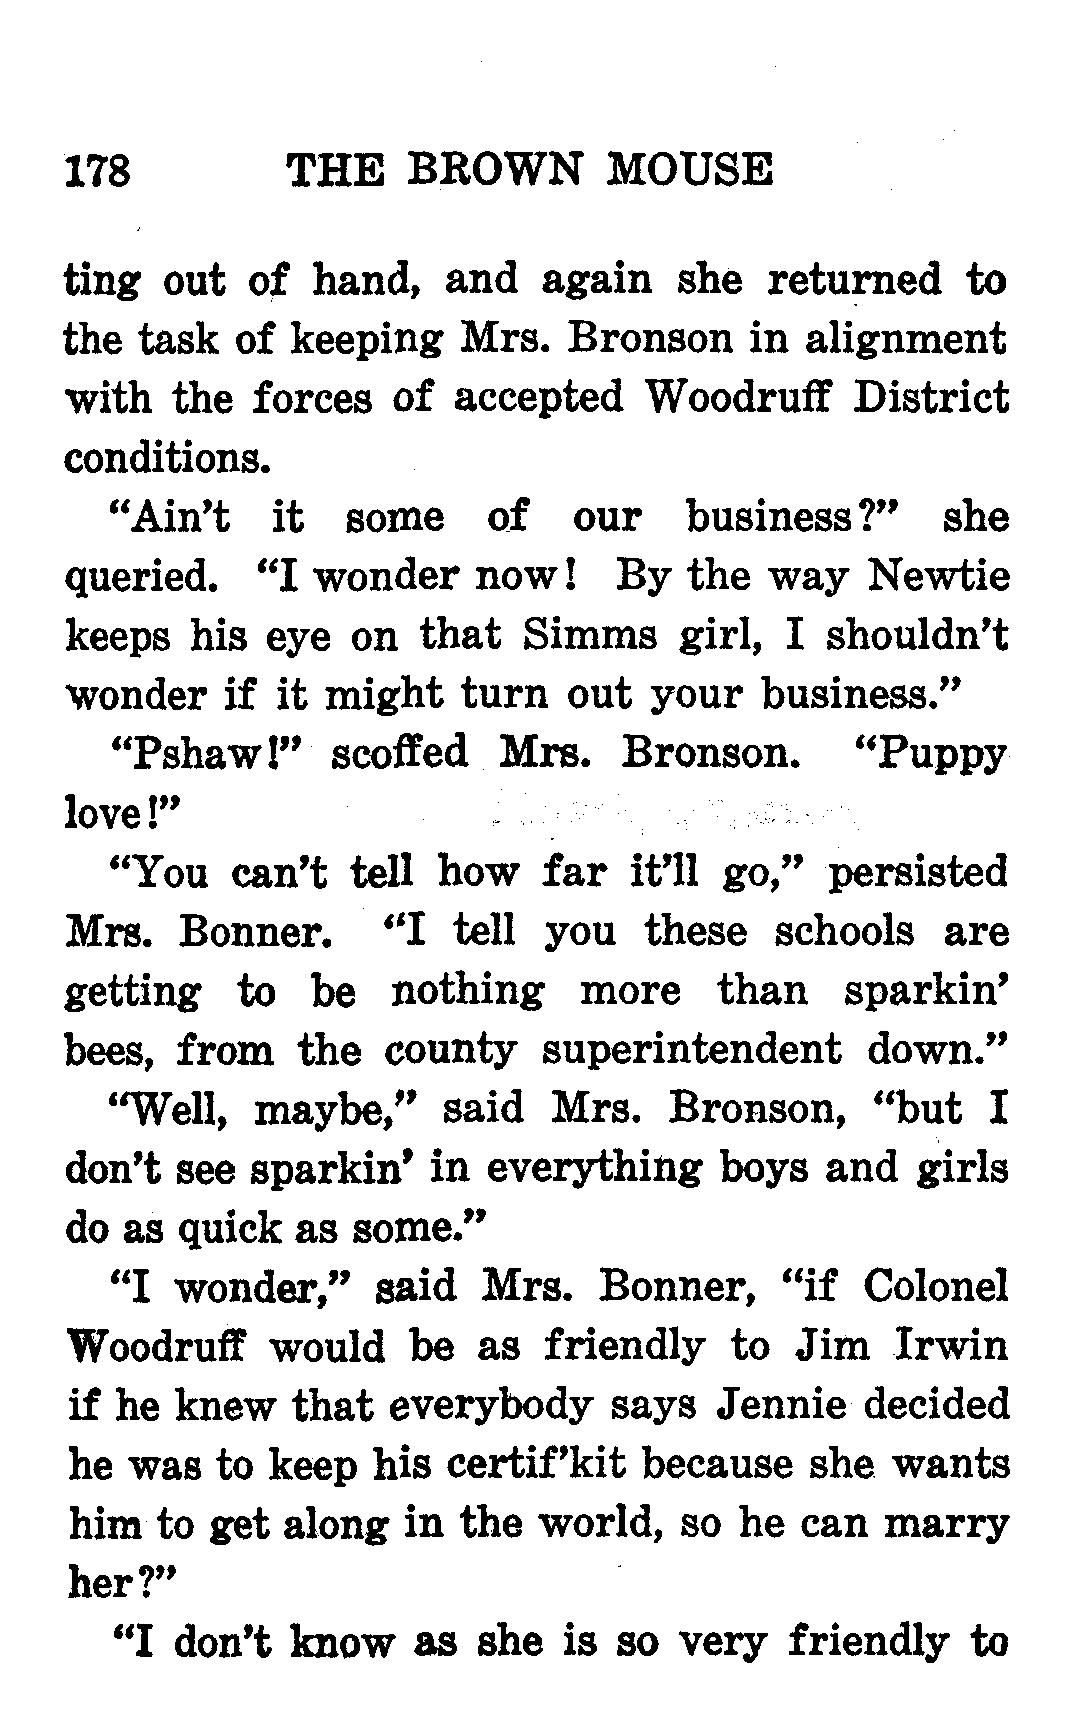 178 THE BROWN MOUSE
ting out of hand, and again she returned to
the task of keeping Mrs. Bronson in alignment
with the forces of accepted Woodruff District
conditions.
“Ain’t it some of our business?” she
queried. “I wonder now! By the way Newtie
keeps his eye on that Simms girl, I shouldn’t
wonder if it might turn out your business.”
“Pshaw!” scoffed Mrs. Bronson. “Puppy
love!”
“You can’t tell how far it’ll go,” persisted
Mrs. Bonner. “I tell you these schools are
getting to be nothing more than sparkin’
bees, from the county superintendent down.”
“Well, maybe,” said Mrs. Bronson, “but I
don’t see sparkin’ in everything boys and girls
do as quick as some.”
“I wonder,” said Mrs. Bonner, “if Colonel
Woodruff would be as friendly to Jim Irwin
if he knew that everybody says Jennie decided
he was to keep his certif’kit because she wants
him to get along in the world, so he can marry
her?”
“I don’t know as she is so very friendly to